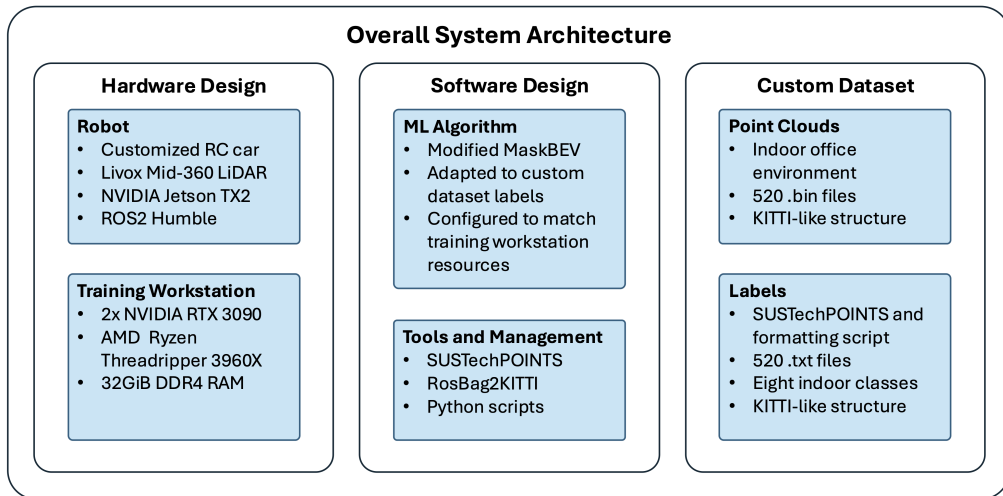 Overall System Architecture
Hardware Design
Robot
• Customized RC car
• Livox Mid-360 LiDAR
• NVIDIA Jetson TX2
• ROS2 Humble
Training Workstation
• 2x NVIDIA RTX 3090
• AMD Ryzen
Threadripper 3960X
• 32GiB DDR4 RAM
Software Design
ML Algorithm
• Modified MaskBEV
• Adapted to custom
dataset labels
• Configured to match
training workstation
resources
Tools and Management
• SUSTechPOINTS
• RosBag2KITTI
• Python scripts
Custom Dataset
Point Clouds
• Indoor office
environment
• 520 .bin files
• KITTI-like structure
Labels
• SUSTechPOINTS and
formatting script
• 520 .txt files
• Eight indoor classes
• KITTI-like structure